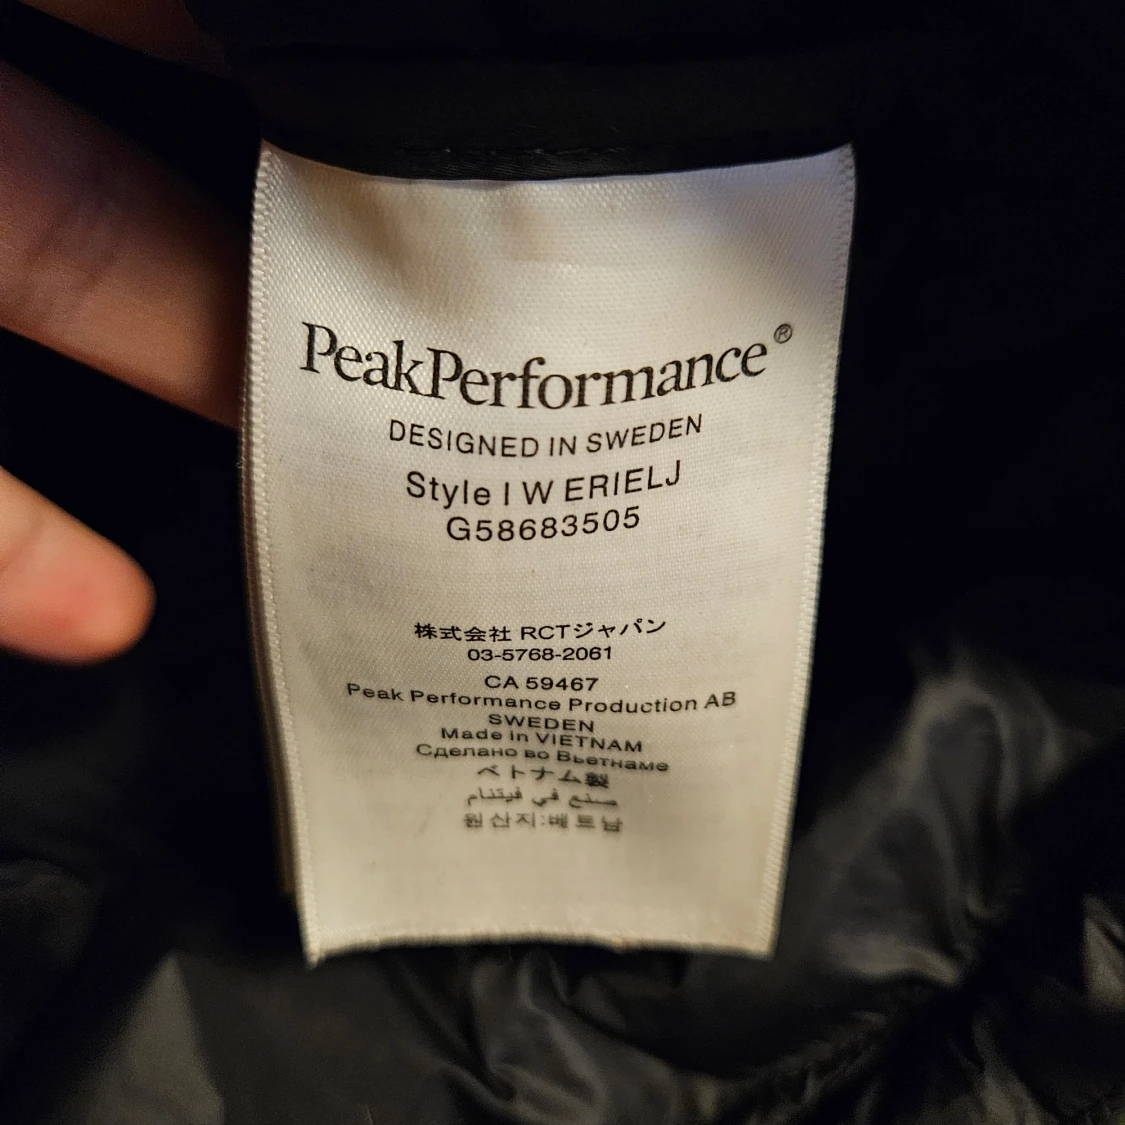 PeakPerformance®
DESIGNED IN SWEDEN
Style I W ERIELJ
G58683505
株式会社 RCTジャパン
03-5768-2061
CA 59467
Peak Performance Production AB
SWEDEN
Made in VIETNAM
Сделано во Вьетнаме
ベトナム製
صنع في فيتنام
원산지:베트남